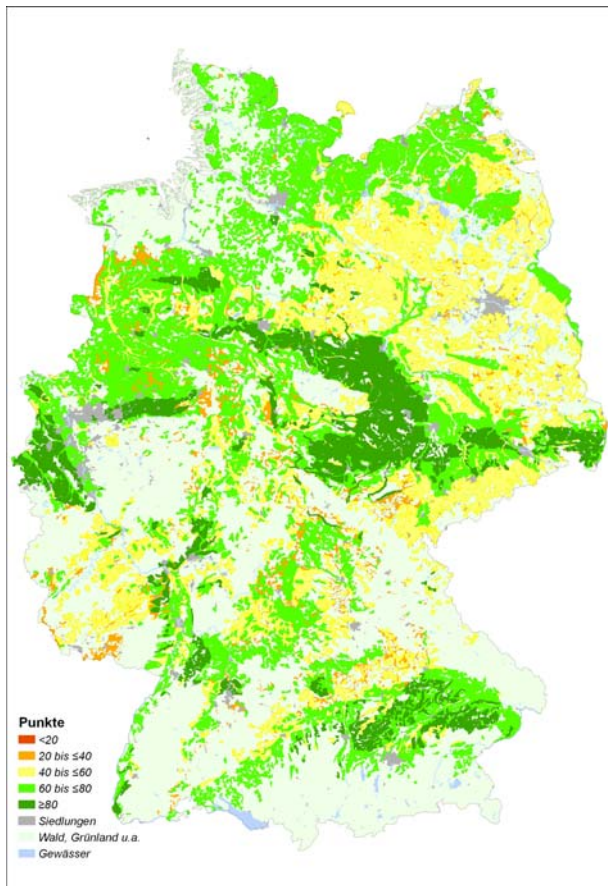 Punkte
<20
20 bis ≤40
40 bis ≤60
60 bis ≤80
≥80
Siedlungen
Wald, Grünland u.a.
Gewässer